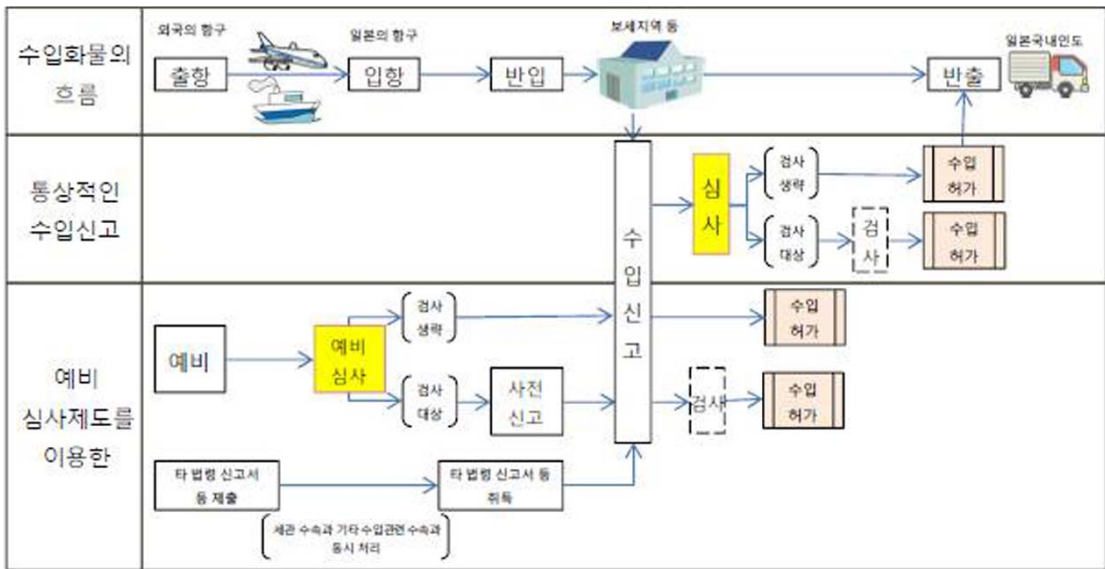 수입화물의
흐름
외국의 항구
출항
일본의 항구
입항
반입
보세지역 등
반출
일본국내인도
통상적인
수입신고
수
입
신
고
심
사
검사
생략
수입
허가
검사
대상
검
사
수입
허가
예비
심사제도를
이용한
예비
예비
심사
검사
생략
수입
허가
검사
대상
사전
신고
검사
수입
허가
타 법령 신고서
등 제출
타 법령 신고서 등
취득
세관 수속과 기타 수입관련 수속과
동시 처리